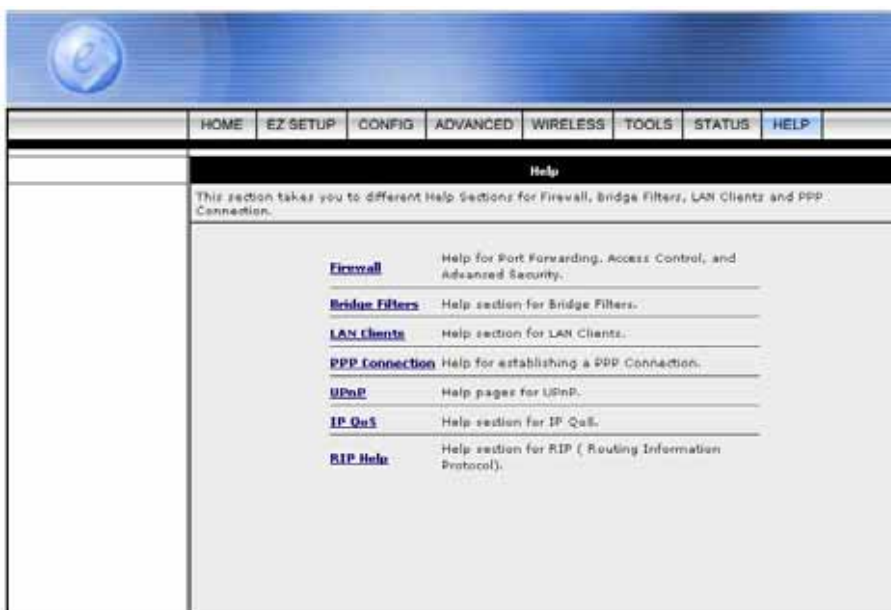 e
HOME EZ SETUP CONFIG ADVANCED WIRELESS TOOLS STATUS HELP
Help
This section takes you to different Help Sections for Firewall, Bridge Filters, LAN Clients and PPP
Connection.
Firewall Help for Port Forwarding, Access Control, and
Advanced Security.
Bridge Filters Help section for Bridge Filters.
LAN Clients Help section for LAN Clients.
PPP Connection Help for establishing a PPP Connection.
UPnP Help pages for UPnP.
IP QoS Help section for IP QoS.
RIP Help Help section for RIP ( Routing Information
Protocol).